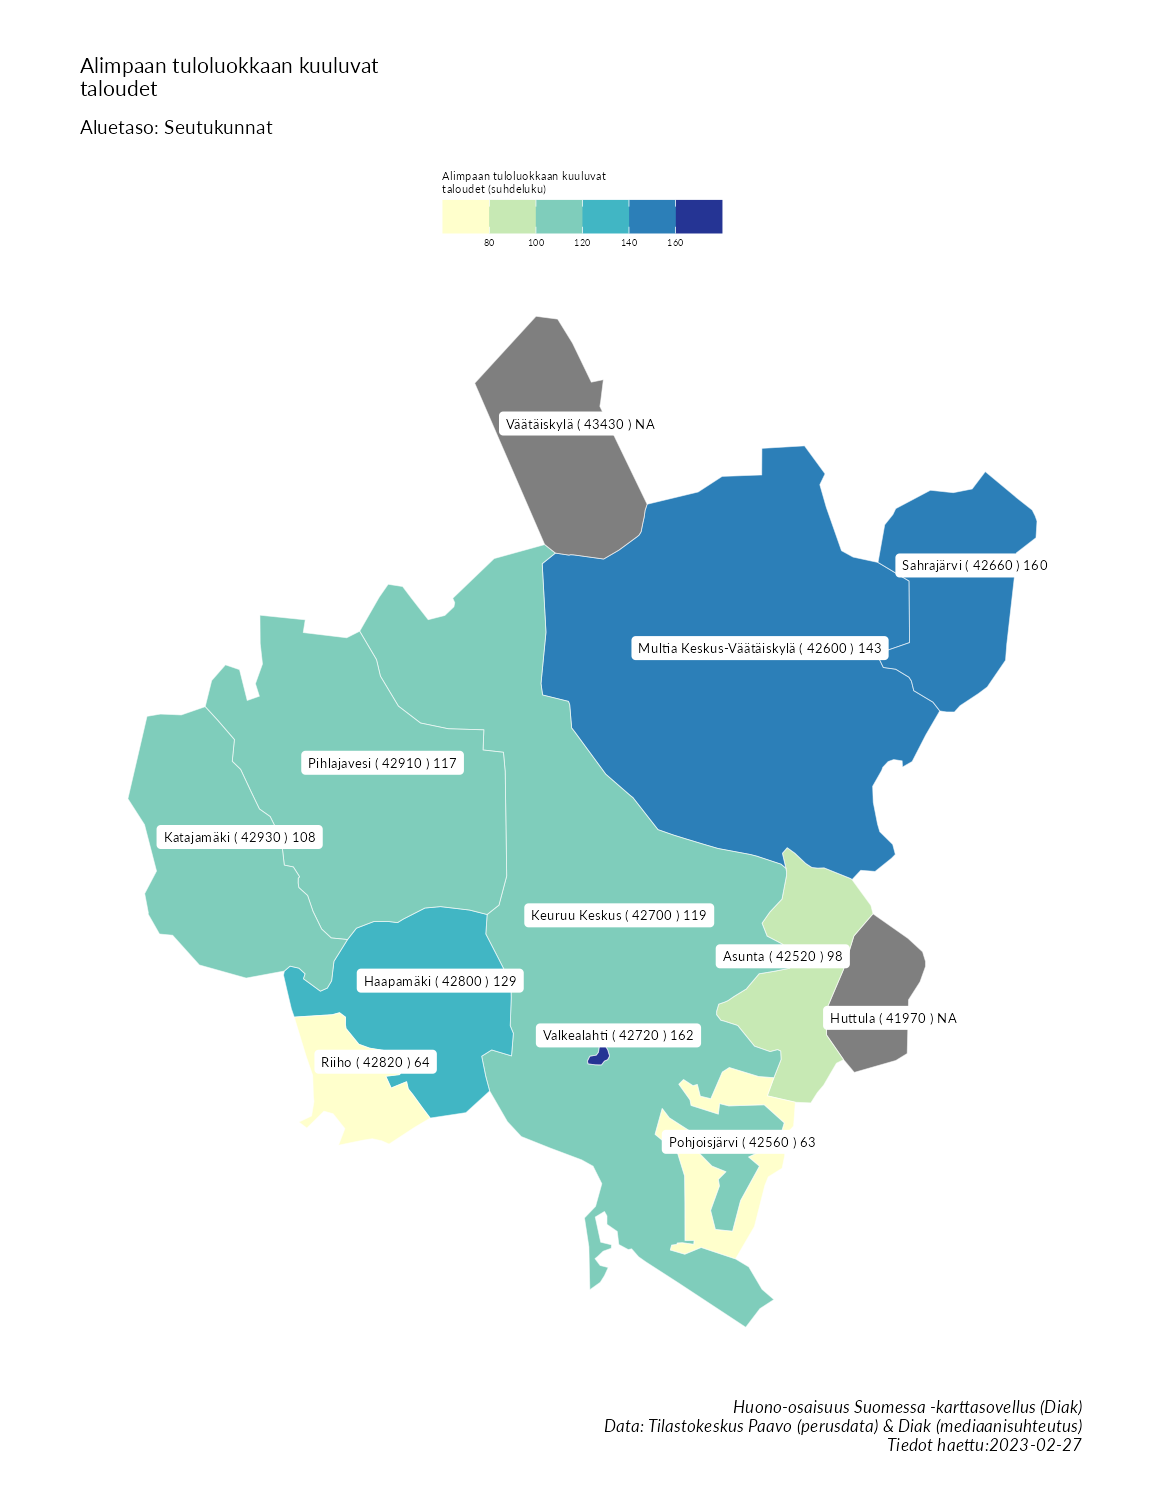 Alimpaan tuloluokkaan kuuluvat
taloudet
Aluetaso: Seutukunnat
Alimpaan tuloluokkaan kuuluvat
taloudet (suhdeluku)
80 100 120 140 160
Väätäiskylä ( 43430 ) NA
Sahrajärvi ( 42660 ) 160
Multia Keskus-Väätäiskylä ( 42600 ) 143
Pihlajavesi ( 42910 ) 117
Katajamäki ( 42930 ) 108
Keuruu Keskus ( 42700 ) 119
Asunta ( 42520 ) 98
Haapamäki ( 42800 ) 129
Huttula ( 41970 ) NA
Valkealahti ( 42720 ) 162
Riiho ( 42820 ) 64
Pohjoisjärvi ( 42560 ) 63
Huono-osaisuus Suomessa -karttasovellus (Diak)
Data: Tilastokeskus Paavo (perusdata) & Diak (mediaanisuhteutus)
Tiedot haettu:2023-02-27